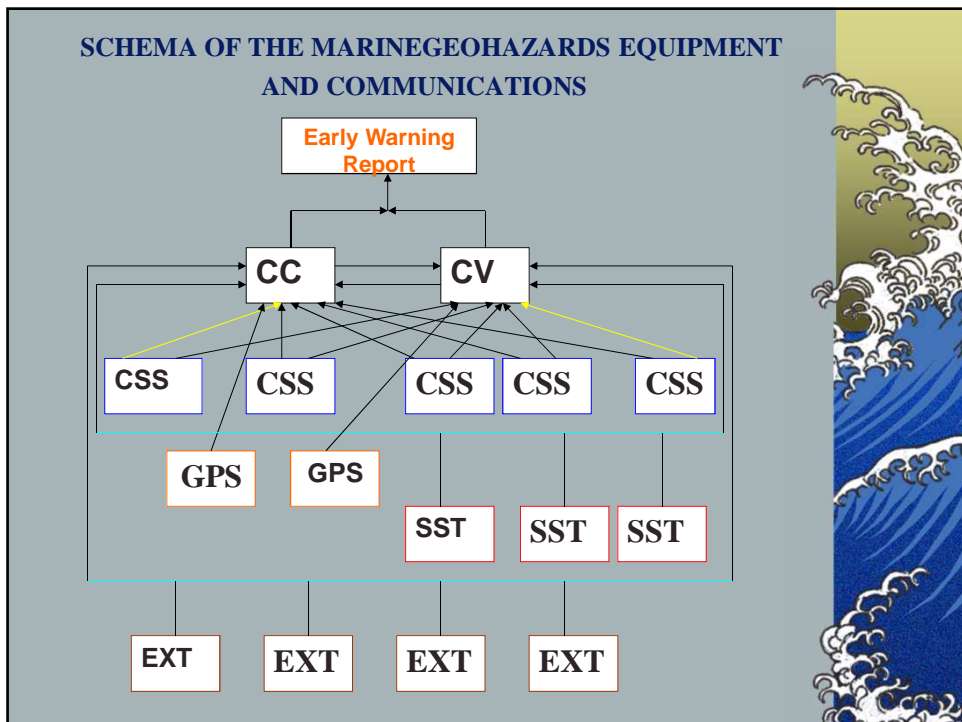 SCHEMA OF THE MARINEGEOHAZARDS EQUIPMENT
AND COMMUNICATIONS
Early Warning
Report
CC CV
CSS CSS CSS CSS CSS
GPS GPS
SST SST SST
EXT EXT EXT EXT